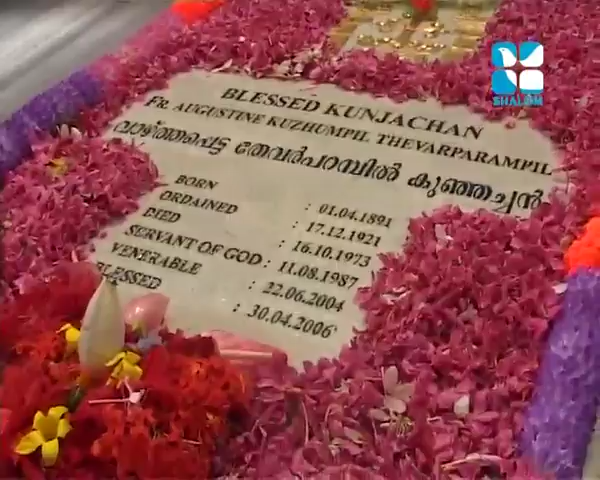 BLESSED KUNJACHAN
FR. AUGUSTINE KUZHUMPIL THEVARPARAMPIL
വാഴ്ത്തപ്പെട്ട തേവർപറമ്പിൽ കുഞ്ഞച്ചൻ
BORN : 01.04.1891
ORDAINED : 17.12.1921
DIED : 16.10.1973
SERVANT OF GOD : 11.08.1987
VENERABLE : 22.06.2004
BLESSED : 30.04.2006
SHALOM